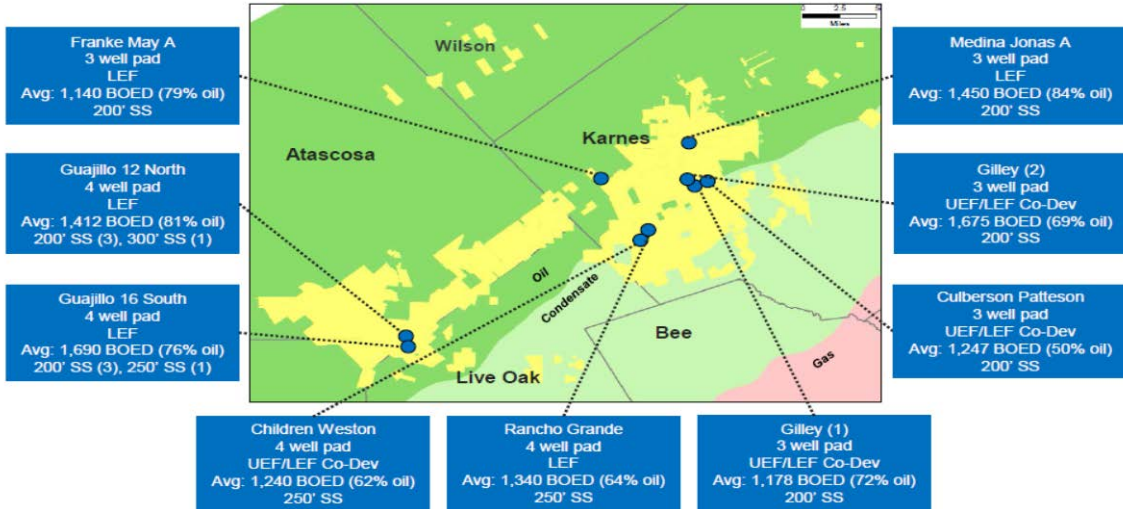 Franke May A
3 well pad
LEF
Avg: 1,140 BOED (79% oil)
200' SS
Guajillo 12 North
4 well pad
LEF
Avg: 1,412 BOED (81% oil)
200' SS (3), 300' SS (1)
Guajillo 16 South
4 well pad
LEF
Avg: 1,690 BOED (76% oil)
200' SS (3), 250' SS (1)
Wilson
Karnes
Atascosa
Oil
Condensate
Bee
Live Oak
Gas
0 2.5 5
Miles
Medina Jonas A
3 well pad
LEF
Avg: 1,450 BOED (84% oil)
200' SS
Gilley (2)
3 well pad
UEF/LEF Co-Dev
Avg: 1,675 BOED (69% oil)
200' SS
Culberson Patteson
3 well pad
UEF/LEF Co-Dev
Avg: 1,247 BOED (50% oil)
200' SS
Children Weston
4 well pad
UEF/LEF Co-Dev
Avg: 1,240 BOED (62% oil)
250' SS
Rancho Grande
4 well pad
LEF
Avg: 1,340 BOED (64% oil)
250' SS
Gilley (1)
3 well pad
UEF/LEF Co-Dev
Avg: 1,178 BOED (72% oil)
200' SS